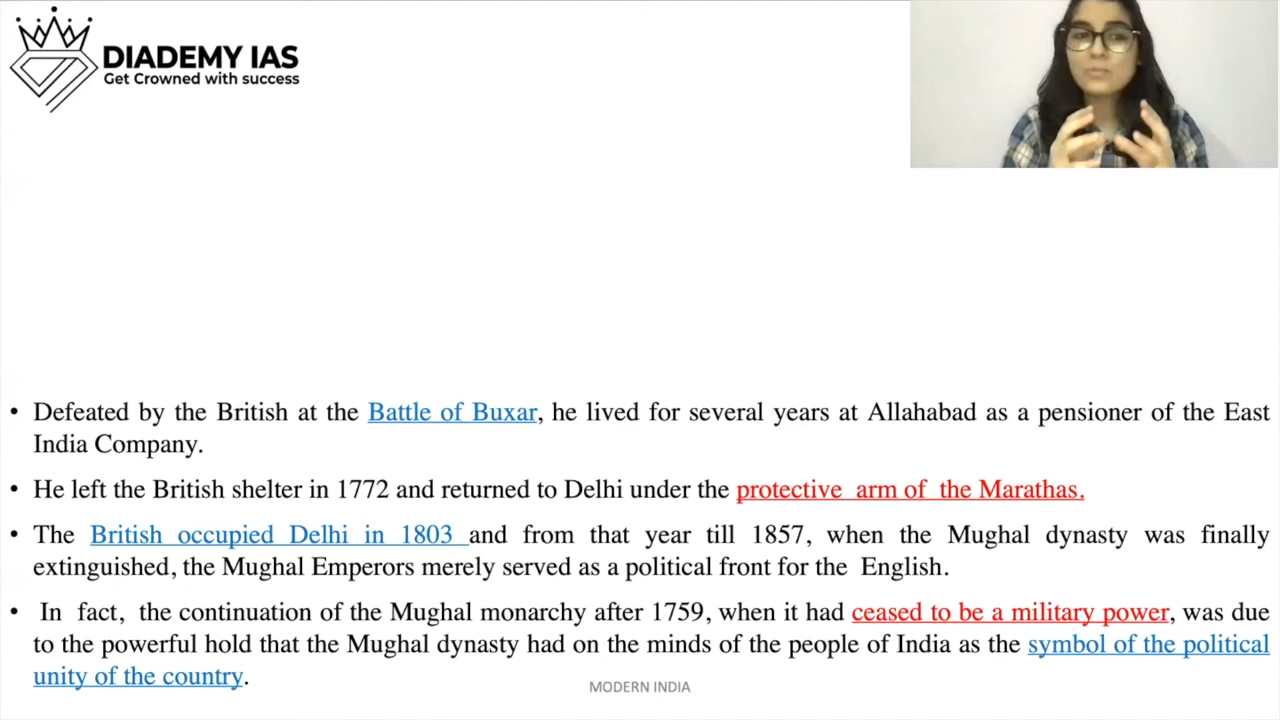 DIADEMY IAS
Get Crowned with success
• Defeated by the British at the Battle of Buxar, he lived for several years at Allahabad as a pensioner of the East
India Company.
• He left the British shelter in 1772 and returned to Delhi under the protective arm of the Marathas.
• The British occupied Delhi in 1803 and from that year till 1857, when the Mughal dynasty was finally
extinguished, the Mughal Emperors merely served as a political front for the English.
• In fact, the continuation of the Mughal monarchy after 1759, when it had ceased to be a military power, was due
to the powerful hold that the Mughal dynasty had on the minds of the people of India as the symbol of the political
unity of the country.
MODERN INDIA